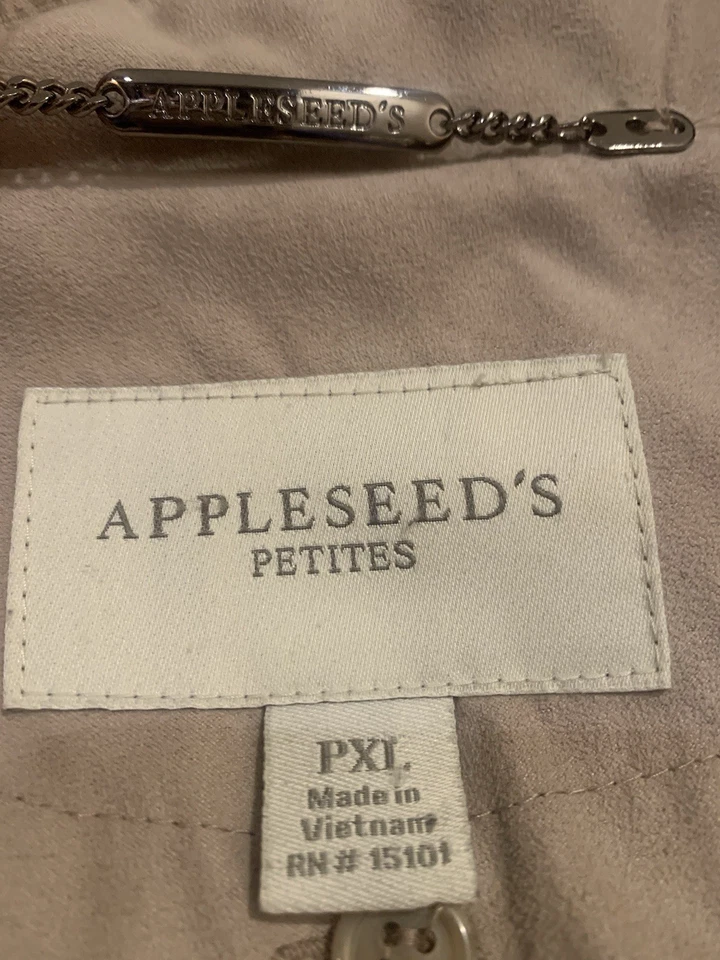 APPLESEED'S
APPLESEED'S
PETITES
PXL
Made in
Vietnam
RN# 15101